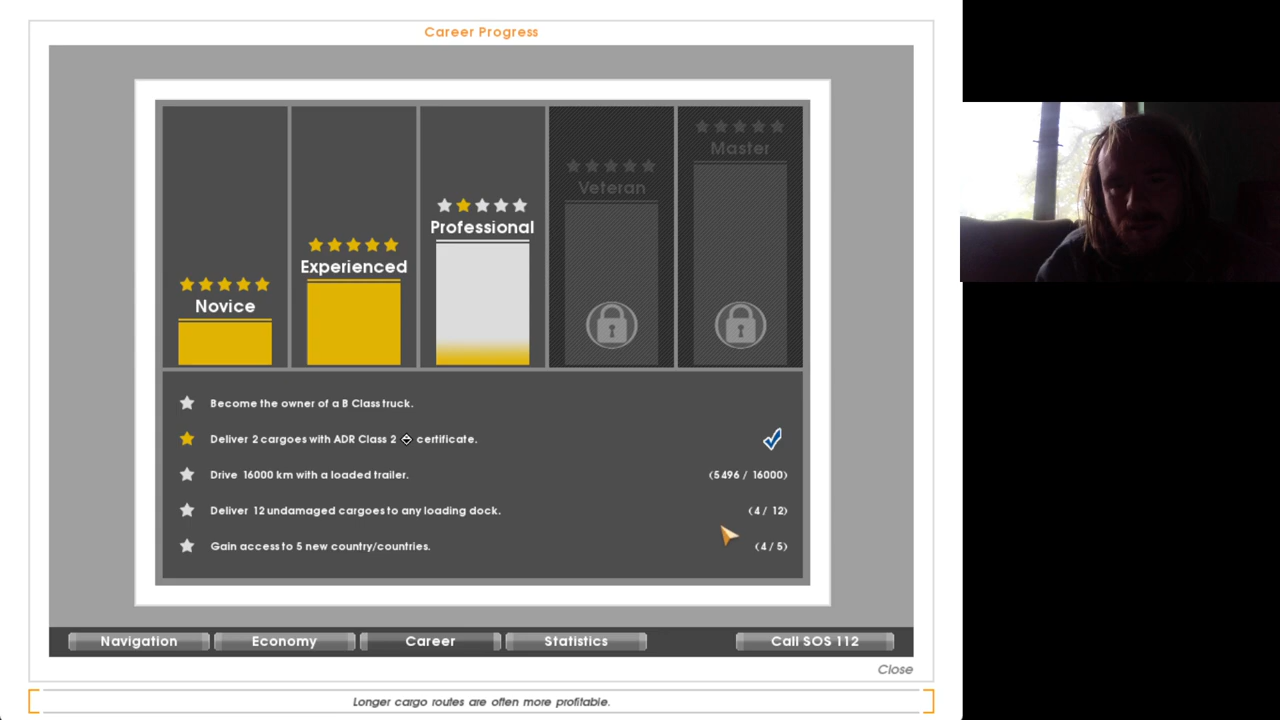 Career Progress
Master
Veteran
Professional
Experienced
Novice
Become the owner of a B Class truck.
Deliver 2 cargoes with ADR Class 2 certificate.
Drive 16000 km with a loaded trailer. (5496 / 16000)
Deliver 12 undamaged cargoes to any loading dock. (4 / 12)
Gain access to 5 new country/countries. (4 / 5)
Navigation Economy Career Statistics Call SOS 112
Close
Longer cargo routes are often more profitable.